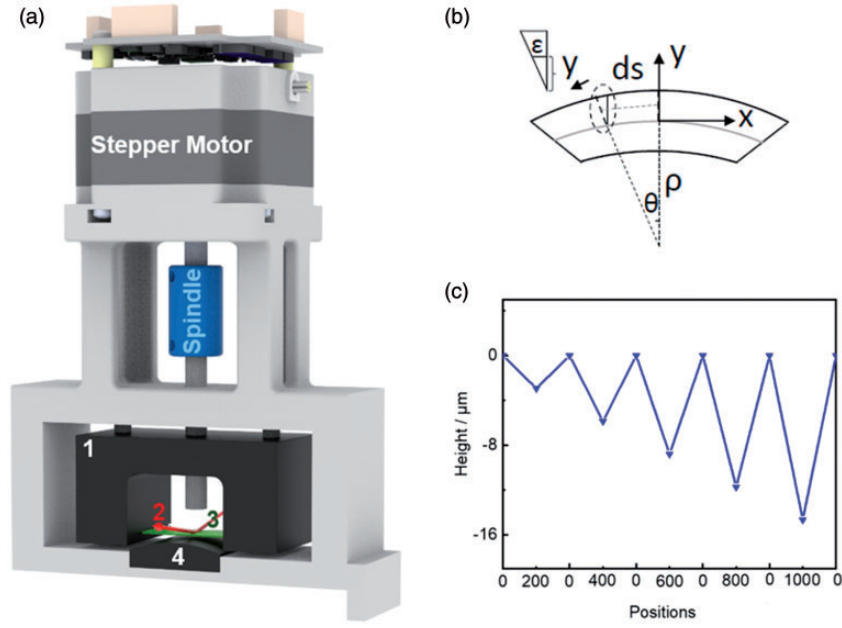 (a)
Stepper Motor
Spindle
1
2
3
4
(b)
ε
y
ds
y
x
θ
ρ
(c)
Height / µm
0
-8
-16
0 200 0 400 0 600 0 800 0 1000 0
Positions